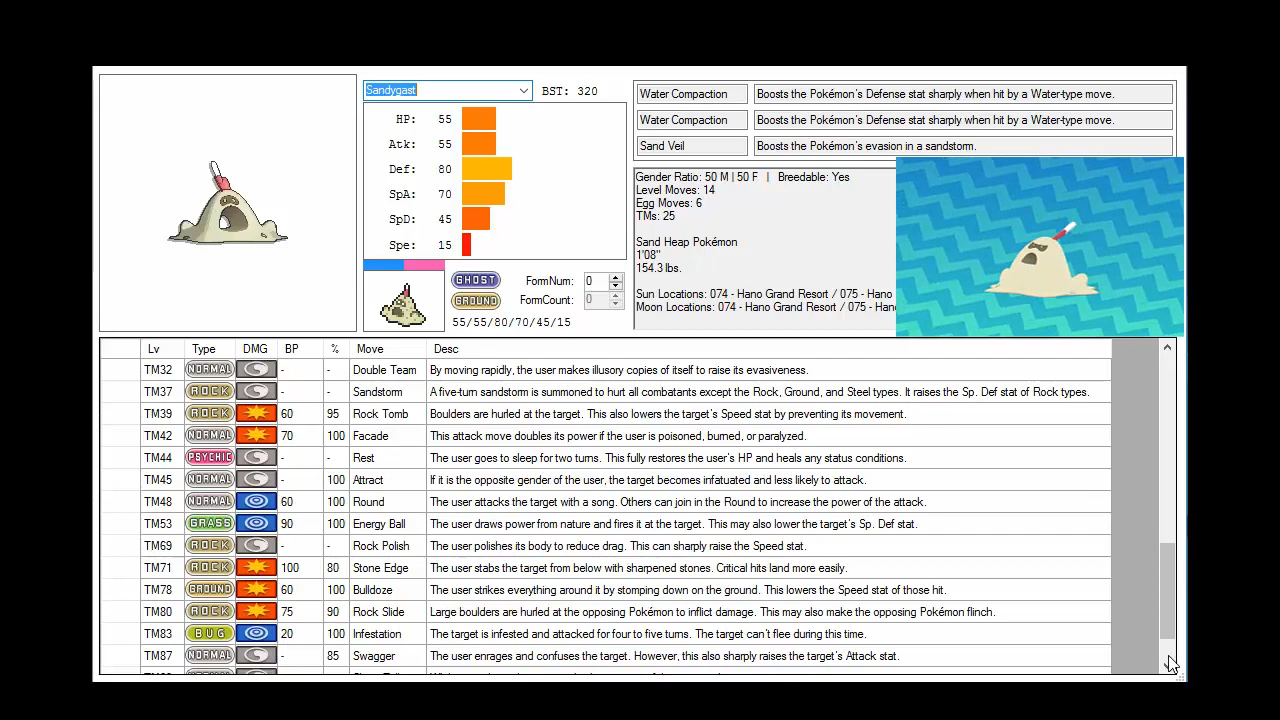 Sandygast
BST: 320
HP: 55
Atk: 55
Def: 80
SpA: 70
SpD: 45
Spe: 15
GHOST
GROUND
FormNum: 0
FormCount: 0
55/55/80/70/45/15
Water Compaction Boosts the Pokémon's Defense stat sharply when hit by a Water-type move.
Water Compaction Boosts the Pokémon's Defense stat sharply when hit by a Water-type move.
Sand Veil Boosts the Pokémon's evasion in a sandstorm.
Gender Ratio: 50 M | 50 F | Breedable: Yes
Level Moves: 14
Egg Moves: 6
TMs: 25
Sand Heap Pokémon
1'08"
154.3 lbs.
Sun Locations: 074 - Hano Grand Resort / 075 - Hano
Moon Locations: 074 - Hano Grand Resort / 075 - Hano
Lv Type DMG BP % Move Desc
TM32 NORMAL - - Double Team By moving rapidly, the user makes illusory copies of itself to raise its evasiveness.
TM37 ROCK - - Sandstorm A five-turn sandstorm is summoned to hurt all combatants except the Rock, Ground, and Steel types. It raises the Sp. Def stat of Rock types.
TM39 ROCK 60 95 Rock Tomb Boulders are hurled at the target. This also lowers the target's Speed stat by preventing its movement.
TM42 NORMAL 70 100 Facade This attack move doubles its power if the user is poisoned, burned, or paralyzed.
TM44 PSYCHIC - - Rest The user goes to sleep for two turns. This fully restores the user's HP and heals any status conditions.
TM45 NORMAL - 100 Attract If it is the opposite gender of the user, the target becomes infatuated and less likely to attack.
TM48 NORMAL 60 100 Round The user attacks the target with a song. Others can join in the Round to increase the power of the attack.
TM53 GRASS 90 100 Energy Ball The user draws power from nature and fires it at the target. This may also lower the target's Sp. Def stat.
TM69 ROCK - - Rock Polish The user polishes its body to reduce drag. This can sharply raise the Speed stat.
TM71 ROCK 100 80 Stone Edge The user stabs the target from below with sharpened stones. Critical hits land more easily.
TM78 GROUND 60 100 Bulldoze The user strikes everything around it by stomping down on the ground. This lowers the Speed stat of those hit.
TM80 ROCK 75 90 Rock Slide Large boulders are hurled at the opposing Pokémon to inflict damage. This may also make the opposing Pokémon flinch.
TM83 BUG 20 100 Infestation The target is infested and attacked for four to five turns. The target can't flee during this time.
TM87 NORMAL - 85 Swagger The user enrages and confuses the target. However, this also sharply raises the target's Attack stat.